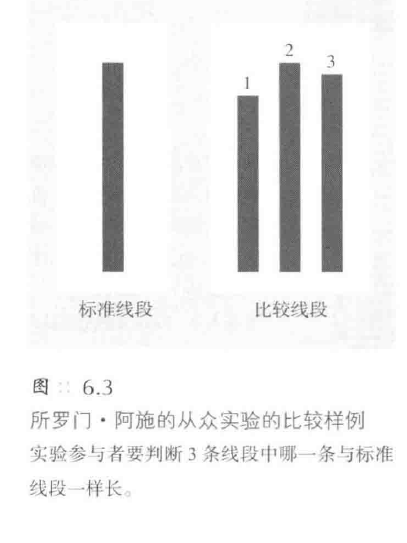 1 2 3
标准线段 比较线段
图 6.3
所罗门·阿施的从众实验的比较样例
实验参与者要判断3条线段中哪一条与标准
线段一样长。